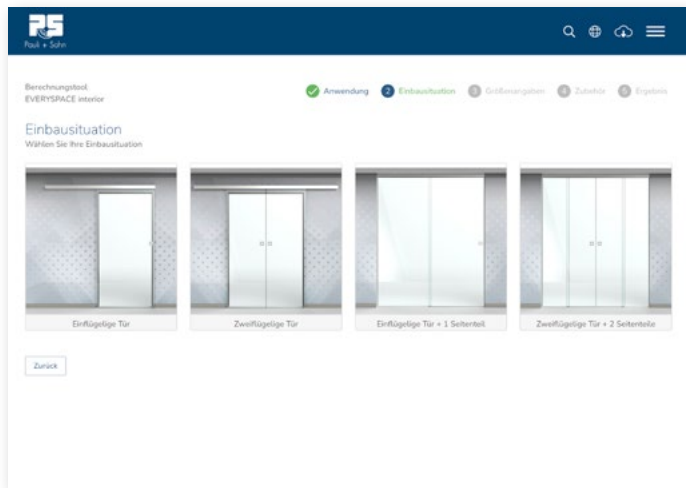 PS
Pauli + Sohn
Berechnungstool
EVERYSPACE interior
Anwendung
2 Einbausituation
3 Größenangaben
4 Zubehör
5 Ergebnis
Einbausituation
Wählen Sie Ihre Einbausituation
Einflügelige Tür
Zweiflügelige Tür
Einflügelige Tür + 1 Seitenteil
Zweiflügelige Tür + 2 Seitenteile
Zurück